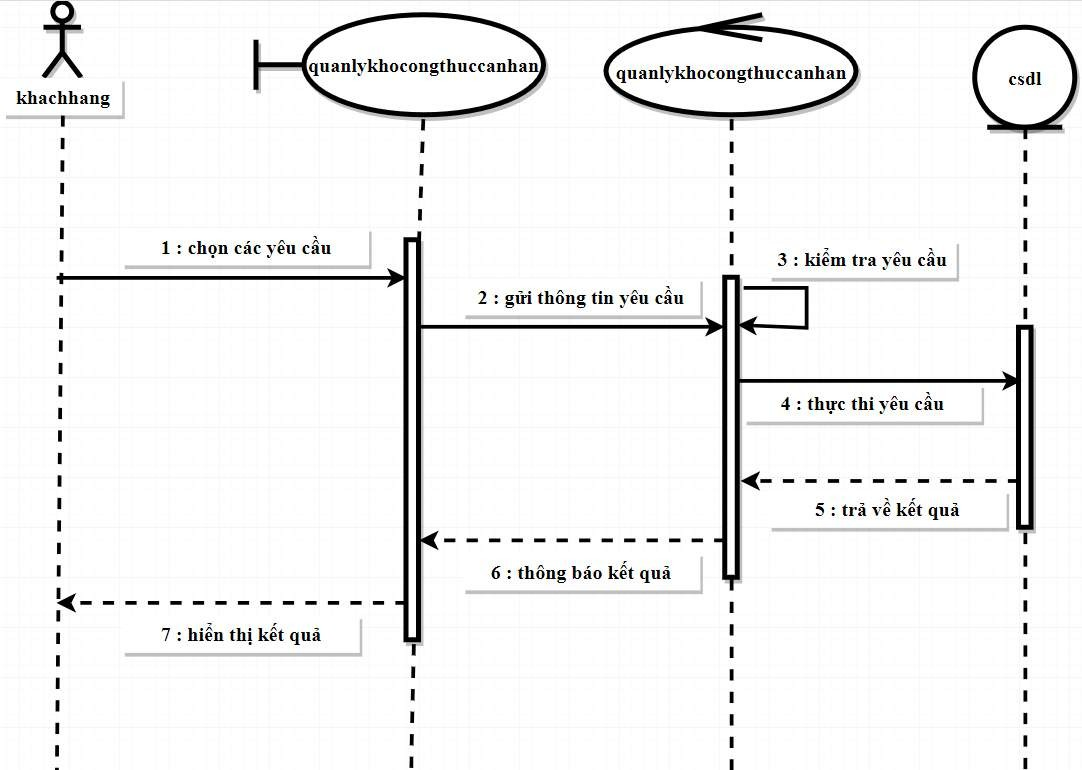 khachhang
quanlykhocongthuccanhan
quanlykhocongthuccanhan
csdl
1 : chọn các yêu cầu
3 : kiểm tra yêu cầu
2 : gửi thông tin yêu cầu
4 : thực thi yêu cầu
5 : trả về kết quả
6 : thông báo kết quả
7 : hiển thị kết quả